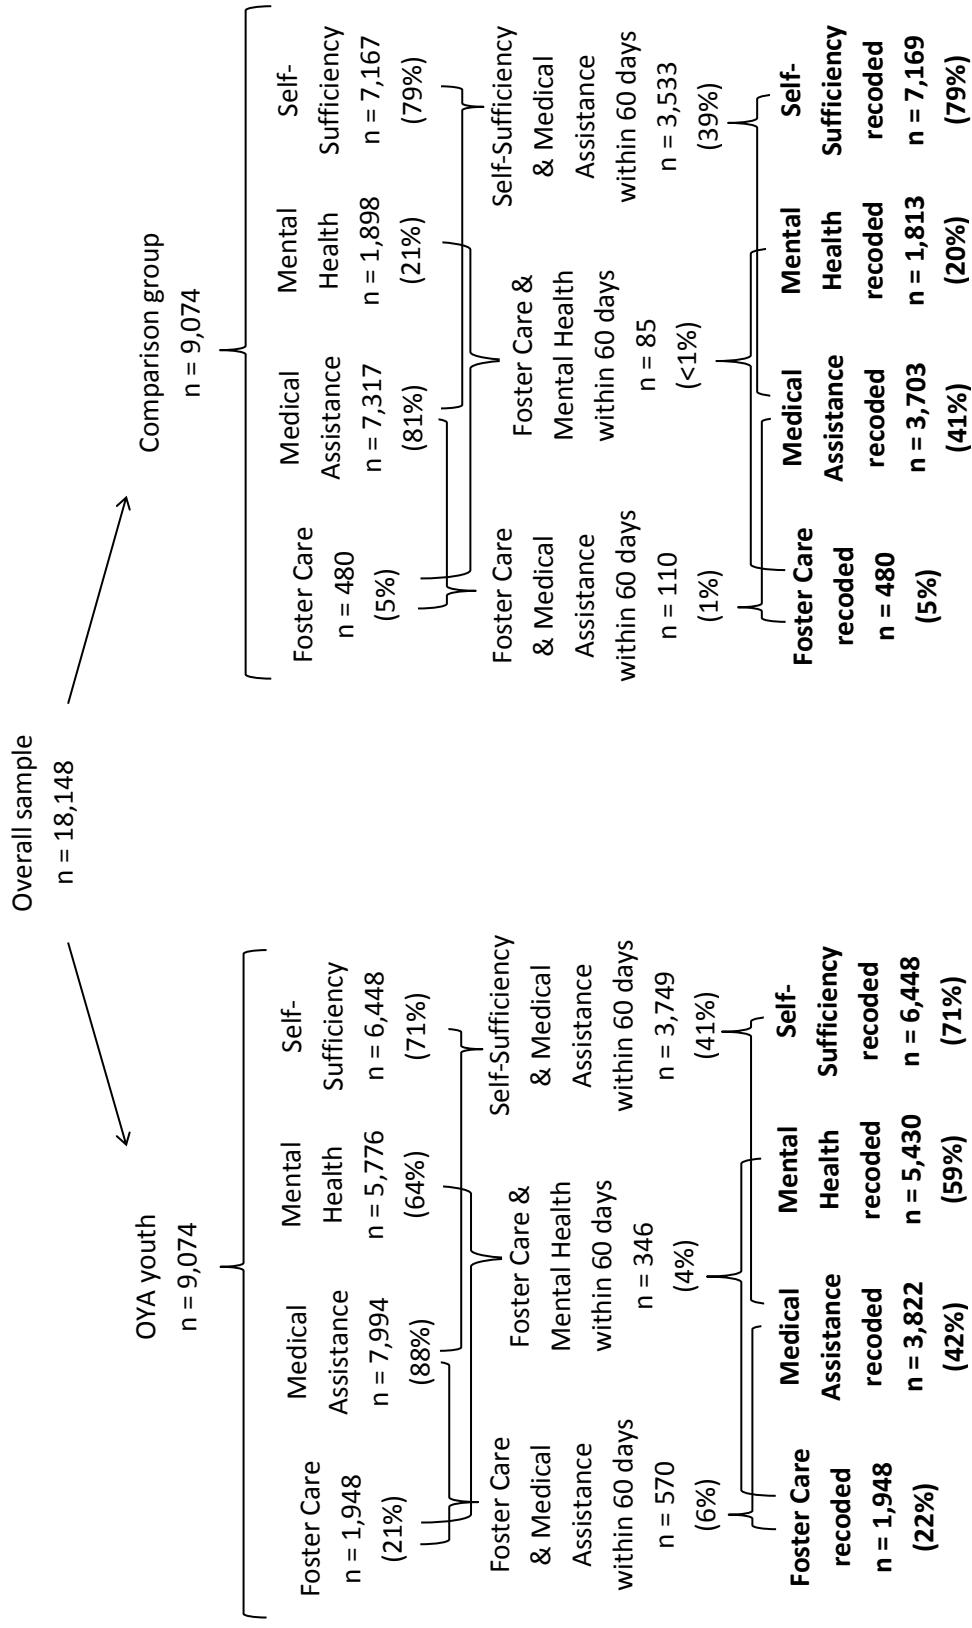 Overall sample
n = 18,148
OYA youth
n = 9,074
Foster Care
n = 1,948
(21%)
Medical
Assistance
n = 7,994
(88%)
Mental
Health
n = 5,776
(64%)
Self-
Sufficiency
n = 6,448
(71%)
Foster Care
& Medical
Assistance
within 60 days
n = 570
(6%)
Foster Care &
Mental Health
within 60 days
n = 346
(4%)
Self-Sufficiency
& Medical
Assistance
within 60 days
n = 3,749
(41%)
Foster Care
recoded
n = 1,948
(22%)
Medical
Assistance
recoded
n = 3,822
(42%)
Mental
Health
recoded
n = 5,430
(59%)
Self-
Sufficiency
recoded
n = 6,448
(71%)
Comparison group
n = 9,074
Foster Care
n = 480
(5%)
Medical
Assistance
n = 7,317
(81%)
Mental
Health
n = 1,898
(21%)
Self-
Sufficiency
n = 7,167
(79%)
Foster Care
& Medical
Assistance
within 60 days
n = 110
(1%)
Foster Care &
Mental Health
within 60 days
n = 85
(<1%)
Self-Sufficiency
& Medical
Assistance
within 60 days
n = 3,533
(39%)
Foster Care
recoded
n = 480
(5%)
Medical
Assistance
recoded
n = 3,703
(41%)
Mental
Health
recoded
n = 1,813
(20%)
Self-
Sufficiency
recoded
n = 7,169
(79%)